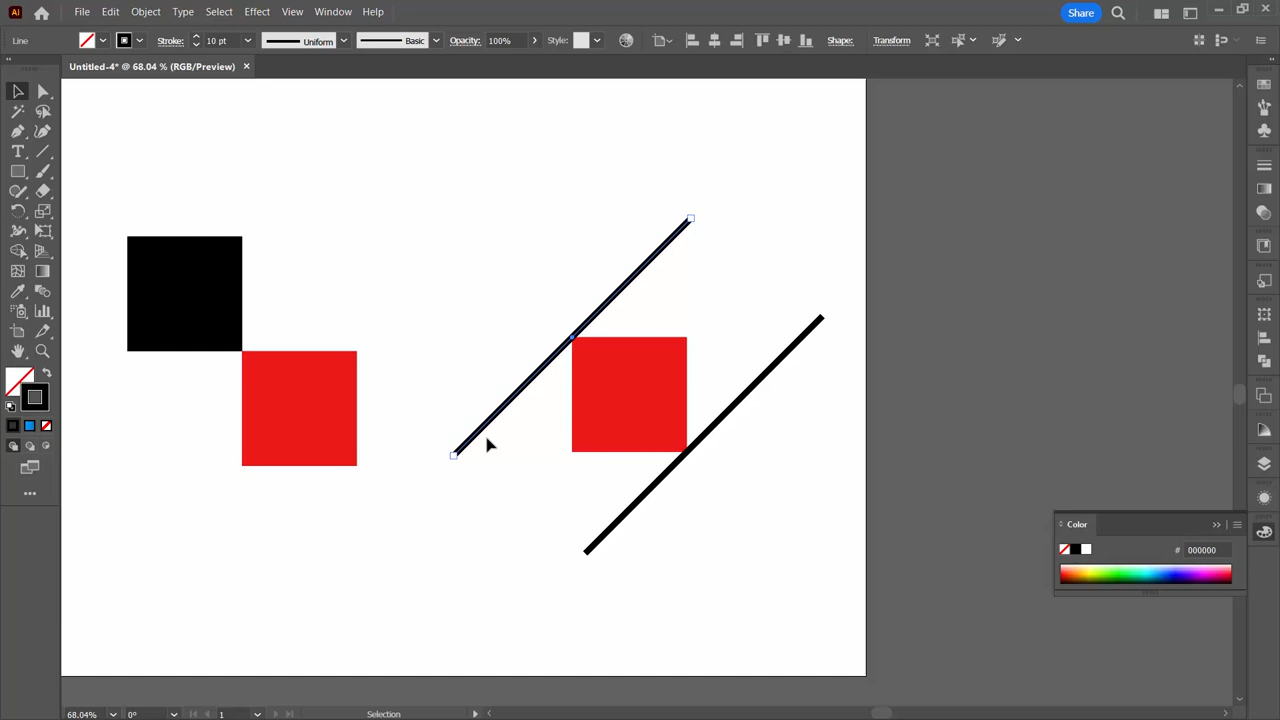 Ai File Edit Object Type Select Effect View Window Help Share
Line Stroke: 10 pt Uniform Basic Opacity: 100% Style: Shape: Transform
Untitled-4* @ 68.04 % (RGB/Preview) ×
T
Color
# 000000
68.04% 0° 1 Selection